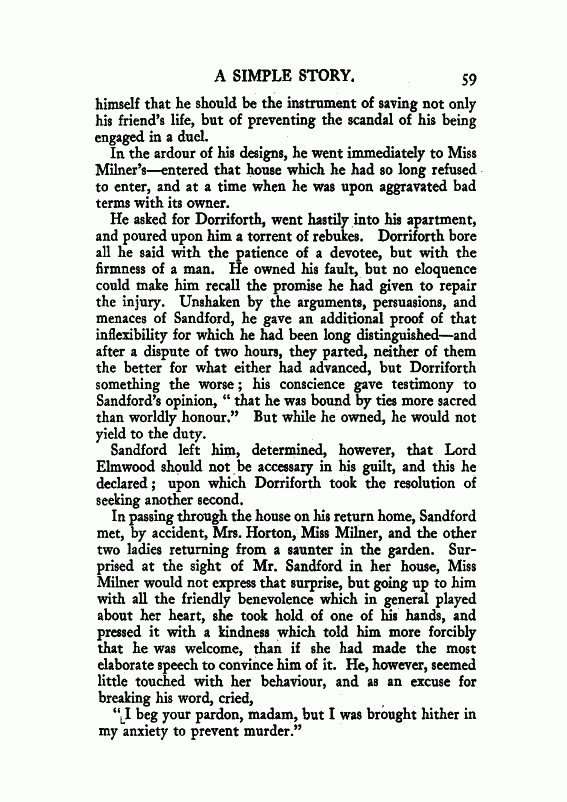 A SIMPLE STORY. 59
himself that he should be the instrument of saving not only
his friend's life, but of preventing the scandal of his being
engaged in a duel.
In the ardour of his designs, he went immediately to Miss
Milner's—entered that house which he had so long refused
to enter, and at a time when he was upon aggravated bad
terms with its owner.
He asked for Dorriforth, went hastily into his apartment,
and poured upon him a torrent of rebukes. Dorriforth bore
all he said with the patience of a devotee, but with the
firmness of a man. He owned his fault, but no eloquence
could make him recall the promise he had given to repair
the injury. Unshaken by the arguments, persuasions, and
menaces of Sandford, he gave an additional proof of that
inflexibility for which he had been long distinguished—and
after a dispute of two hours, they parted, neither of them
the better for what either had advanced, but Dorriforth
something the worse; his conscience gave testimony to
Sandford's opinion, "that he was bound by ties more sacred
than worldly honour." But while he owned, he would not
yield to the duty.
Sandford left him, determined, however, that Lord
Elmwood should not be accessary in his guilt, and this he
declared; upon which Dorriforth took the resolution of
seeking another second.
In passing through the house on his return home, Sandford
met, by accident, Mrs. Horton, Miss Milner, and the other
two ladies returning from a saunter in the garden. Sur-
prised at the sight of Mr. Sandford in her house, Miss
Milner would not express that surprise, but going up to him
with all the friendly benevolence which in general played
about her heart, she took hold of one of his hands, and
pressed it with a kindness which told him more forcibly
that he was welcome, than if she had made the most
elaborate speech to convince him of it. He, however, seemed
little touched with her behaviour, and as an excuse for
breaking his word, cried,
"I beg your pardon, madam, but I was brought hither in
my anxiety to prevent murder."